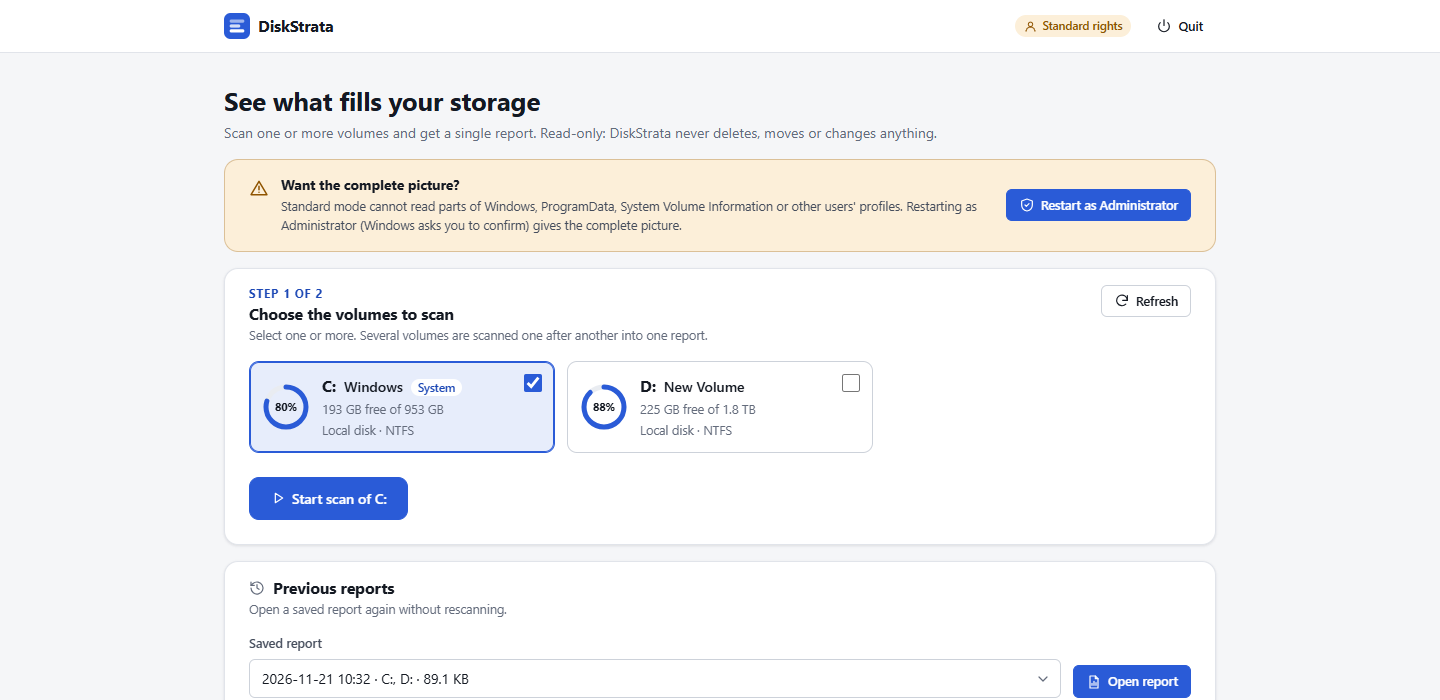 DiskStrata
Standard rights
Quit
See what fills your storage
Scan one or more volumes and get a single report. Read-only: DiskStrata never deletes, moves or changes anything.
Want the complete picture?
Standard mode cannot read parts of Windows, ProgramData, System Volume Information or other users' profiles. Restarting as
Administrator (Windows asks you to confirm) gives the complete picture.
Restart as Administrator
STEP 1 OF 2
Choose the volumes to scan
Select one or more. Several volumes are scanned one after another into one report.
Refresh
80%
C: Windows System
193 GB free of 953 GB
Local disk · NTFS
88%
D: New Volume
225 GB free of 1.8 TB
Local disk · NTFS
Start scan of C:
Previous reports
Open a saved report again without rescanning.
Saved report
2026-11-21 10:32 · C:, D: · 89.1 KB
Open report